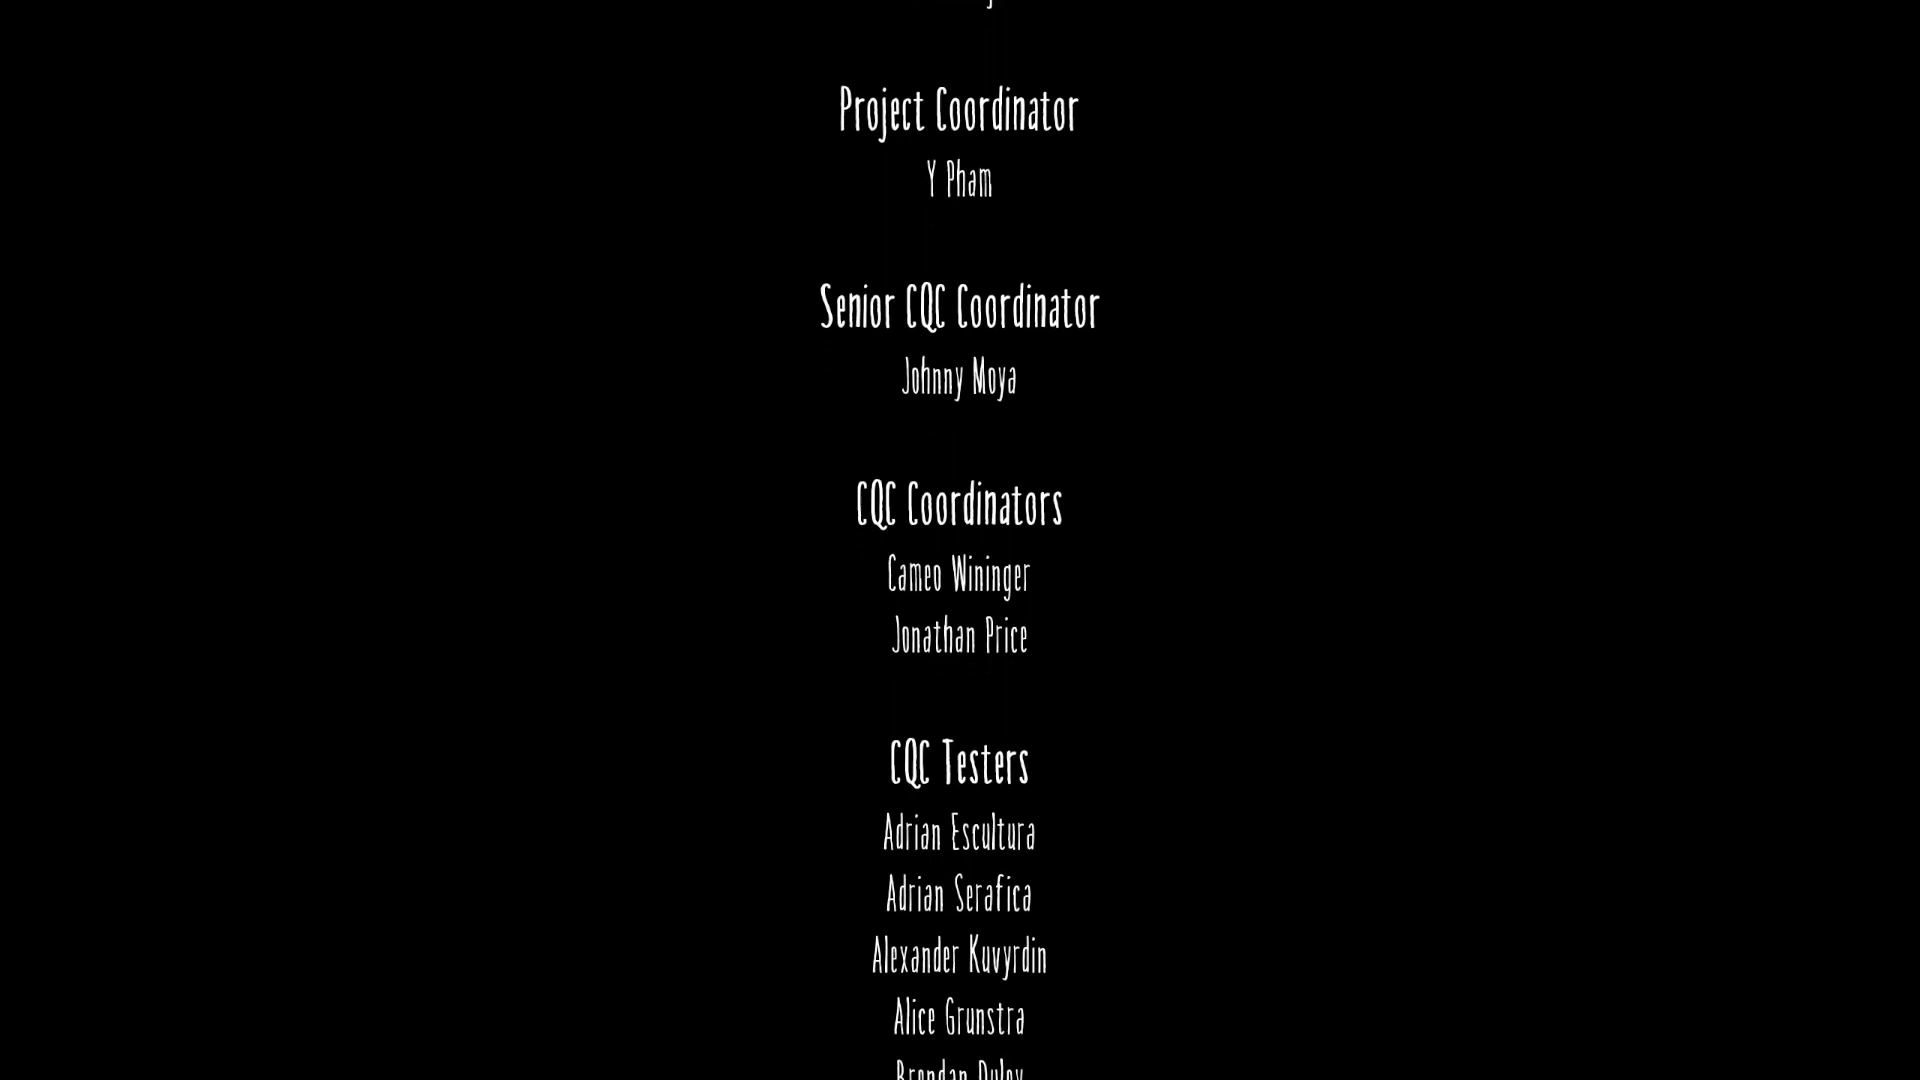 Project Coordinator
Y Pham
Senior CQC Coordinator
Johnny Moya
CQC Coordinators
Cameo Wininger
Jonathan Price
CQC Testers
Adrian Escultura
Adrian Serafica
Alexander Kuvyrdin
Alice Grunstra
Brendan